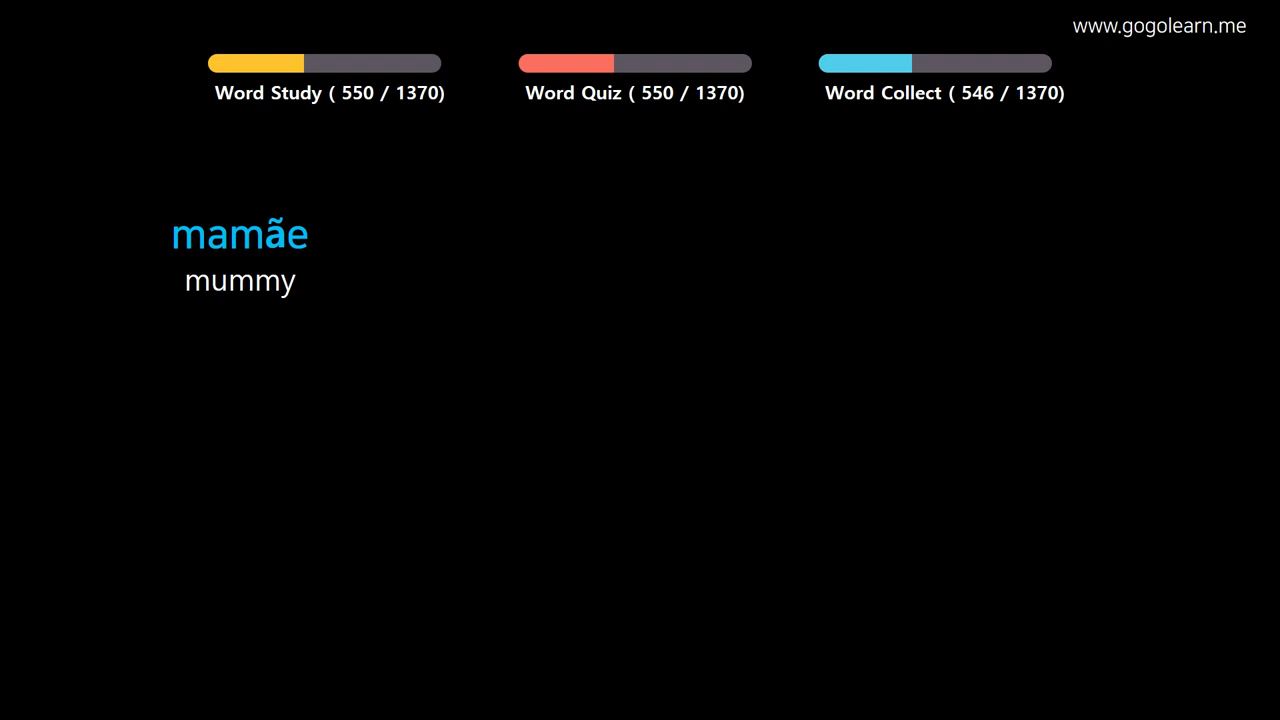 www.gogolearn.me
Word Study ( 550 / 1370)
Word Quiz ( 550 / 1370)
Word Collect ( 546 / 1370)
mamãe
mummy